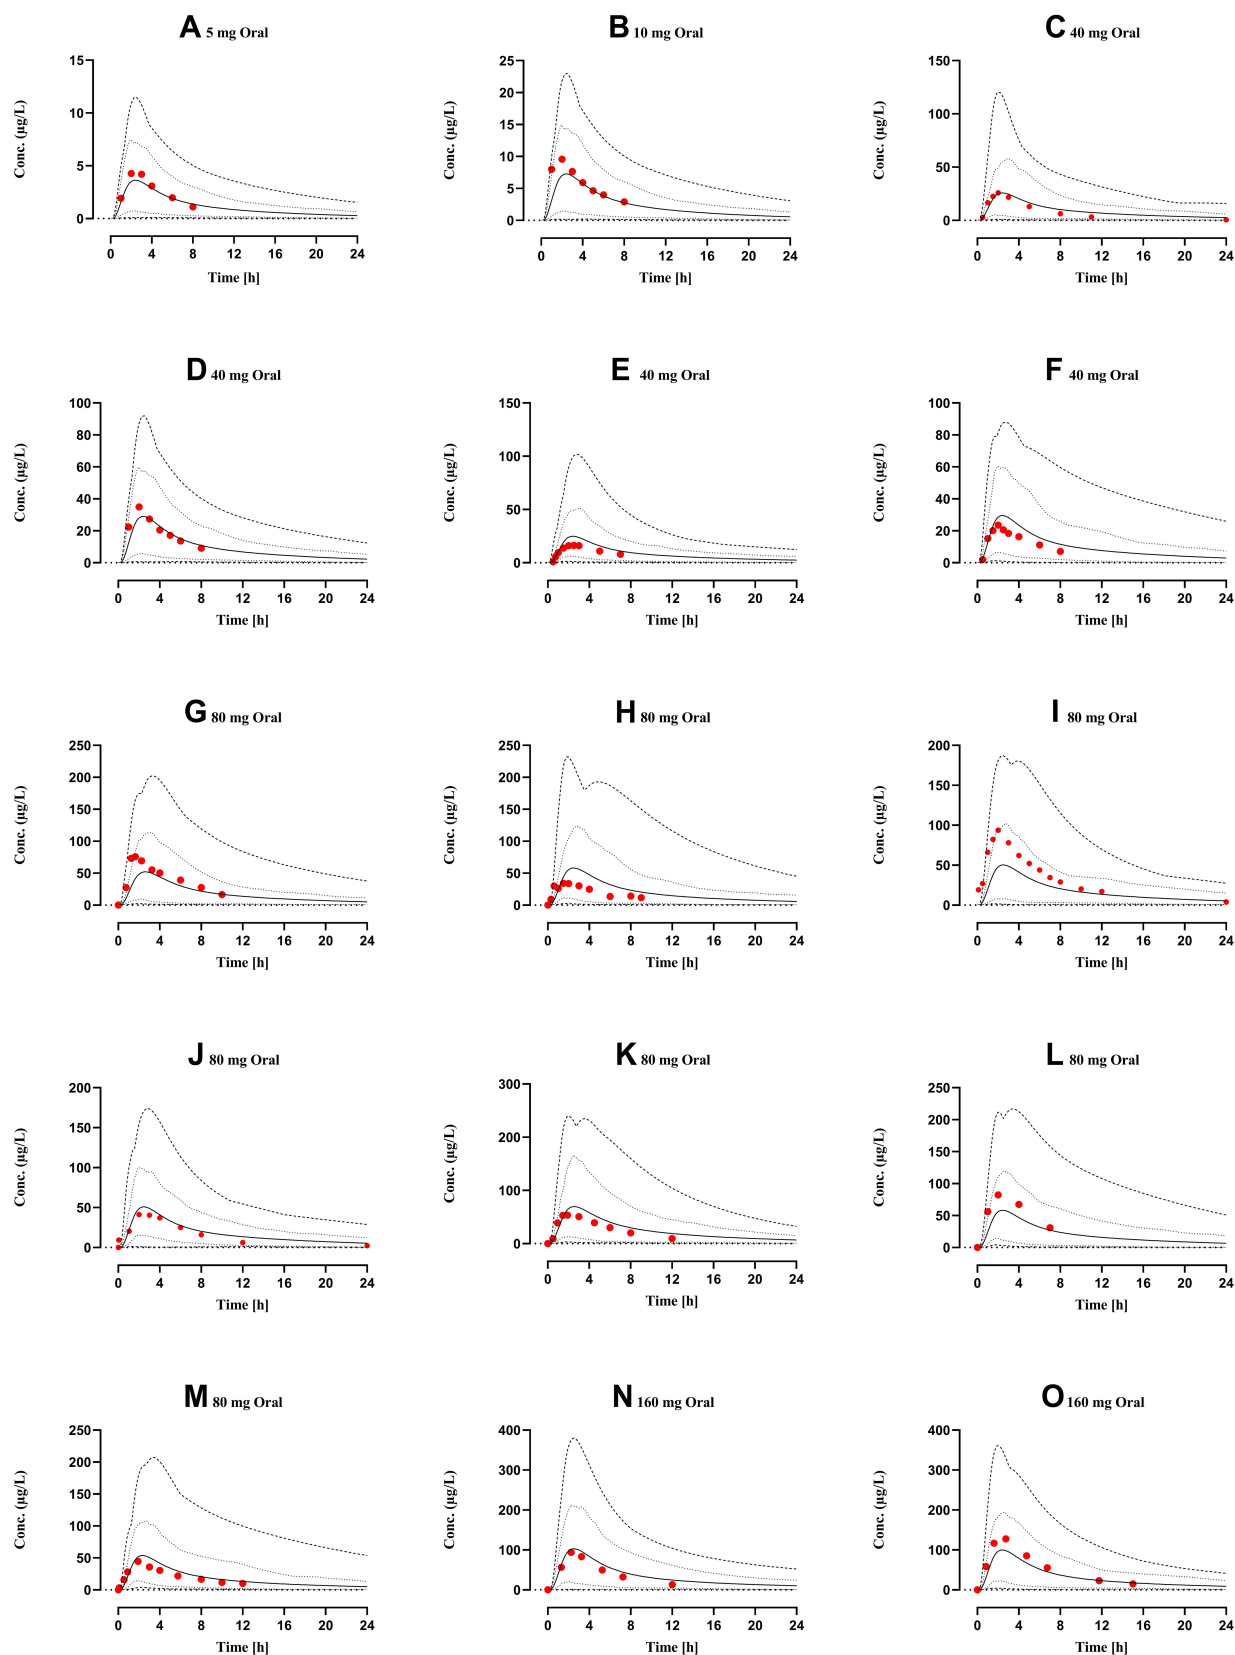 A 5 mg Oral
B 10 mg Oral
C 40 mg Oral
15
10
5
0
Conc. (µg/L)
0 4 8 12 16 20 24
Time [h]
25
20
15
10
5
0
Conc. (µg/L)
0 4 8 12 16 20 24
Time [h]
150
100
50
0
Conc. (µg/L)
0 4 8 12 16 20 24
Time [h]
D 40 mg Oral
E 40 mg Oral
F 40 mg Oral
100
80
60
40
20
0
Conc. (µg/L)
0 4 8 12 16 20 24
Time [h]
150
100
50
0
Conc. (µg/L)
0 4 8 12 16 20 24
Time [h]
100
80
60
40
20
0
Conc. (µg/L)
0 4 8 12 16 20 24
Time [h]
G 80 mg Oral
H 80 mg Oral
I 80 mg Oral
250
200
150
100
50
0
Conc. (µg/L)
0 4 8 12 16 20 24
Time [h]
250
200
150
100
50
0
Conc. (µg/L)
0 4 8 12 16 20 24
Time [h]
200
150
100
50
0
Conc. (µg/L)
0 4 8 12 16 20 24
Time [h]
J 80 mg Oral
K 80 mg Oral
L 80 mg Oral
200
150
100
50
0
Conc. (µg/L)
0 4 8 12 16 20 24
Time [h]
300
200
100
0
Conc. (µg/L)
0 4 8 12 16 20 24
Time [h]
250
200
150
100
50
0
Conc. (µg/L)
0 4 8 12 16 20 24
Time [h]
M 80 mg Oral
N 160 mg Oral
O 160 mg Oral
250
200
150
100
50
0
Conc. (µg/L)
0 4 8 12 16 20 24
Time [h]
400
300
200
100
0
Conc. (µg/L)
0 4 8 12 16 20 24
Time [h]
400
300
200
100
0
Conc. (µg/L)
0 4 8 12 16 20 24
Time [h]